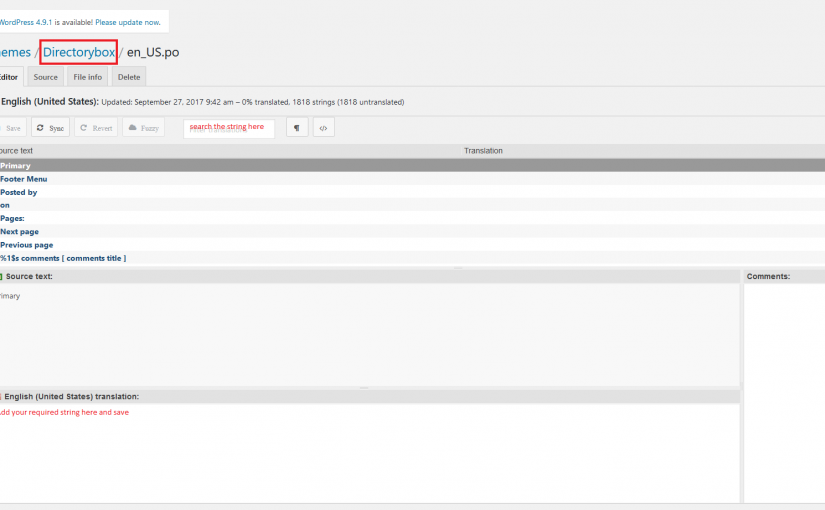 WordPress 4.9.1 is available! Please update now.
emes / Directorybox / en_US.po
ditor Source File info Delete
English (United States): Updated: September 27, 2017 9:42 am – 0% translated, 1818 strings (1818 untranslated)
Save Sync Revert Fuzzy search the string here ¶ </>
ource text Translation
Primary
Footer Menu
Posted by
on
Pages:
Next page
Previous page
%1$s comments [ comments title ]
Source text: Comments:
rimary
English (United States) translation:
dd your required string here and save